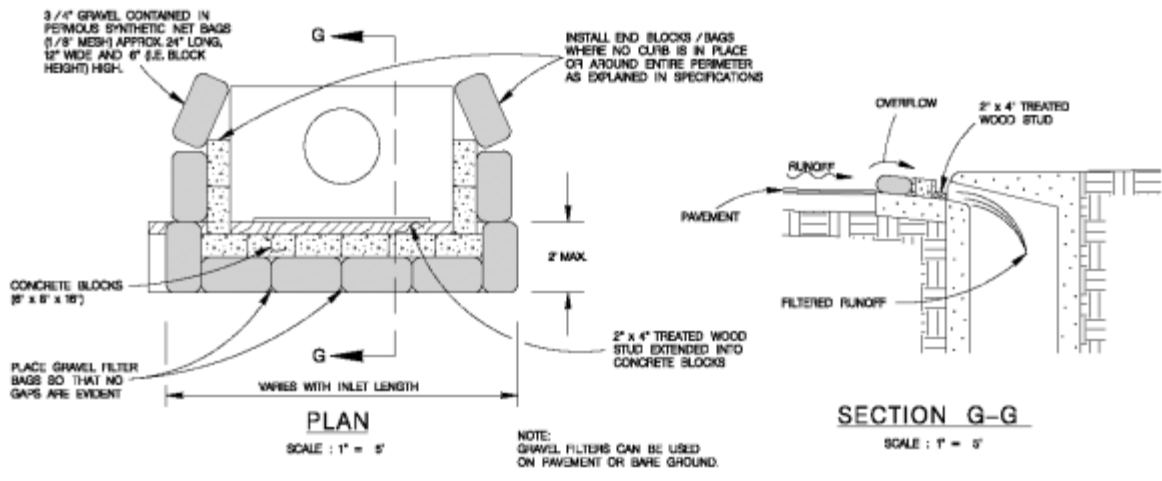 3/4" GRAVEL CONTAINED IN
PERVIOUS SYNTHETIC NET BAGS
(1/8" MESH) APPROX. 24" LONG,
12" WIDE AND 6" (I.E. BLOCK
HEIGHT) HIGH.
G
INSTALL END BLOCKS /BAGS
WHERE NO CURB IS IN PLACE
OR AROUND ENTIRE PERIMETER
AS EXPLAINED IN SPECIFICATIONS
2' MAX.
CONCRETE BLOCKS
(6" x 8" x 16")
PLACE GRAVEL FILTER
BAGS SO THAT NO
GAPS ARE EVIDENT
G
2" x 4" TREATED WOOD
STUD EXTENDED INTO
CONCRETE BLOCKS
VARIES WITH INLET LENGTH
PLAN
SCALE : 1" = 5'
NOTE:
GRAVEL FILTERS CAN BE USED
ON PAVEMENT OR BARE GROUND.
OVERFLOW
2" x 4" TREATED
WOOD STUD
RUNOFF
PAVEMENT
FILTERED RUNOFF
SECTION G-G
SCALE : 1" = 5'